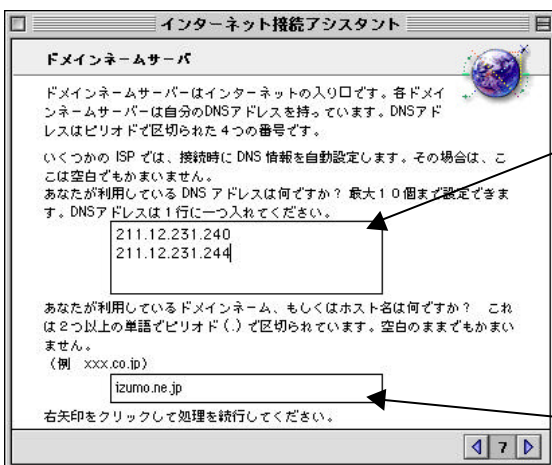 インターネット接続アシスタント
ドメインネームサーバ
ドメインネームサーバーはインターネットの入り口です。各ドメイ
ンネームサーバーは自分のDNSアドレスを持っています。DNSアド
レスはピリオドで区切られた４つの番号です。
いくつかの ISP では、接続時に DNS 情報を自動設定します。その場合は、こ
こは空白でもかまいません。
あなたが利用している DNS アドレスは何ですか？ 最大１０個まで設定できま
す。DNSアドレスは１行に一つ入れてください。
211.12.231.240
211.12.231.244
あなたが利用しているドメインネーム、もしくはホスト名は何ですか？　これ
は２つ以上の単語でピリオド（.）で区切られています。空白のままでもかまい
ません。
（例　xxx.co.jp）
izumo.ne.jp
右矢印をクリックして処理を続行してください。
7